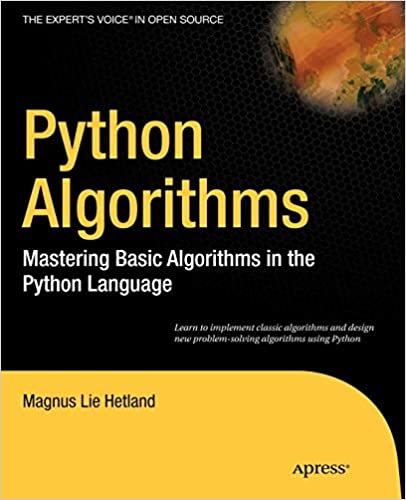 THE EXPERT'S VOICE® IN OPEN SOURCE
Python
Algorithms
Mastering Basic Algorithms in the
Python Language
Learn to implement classic algorithms and design
new problem-solving algorithms using Python
Magnus Lie Hetland
Apress®